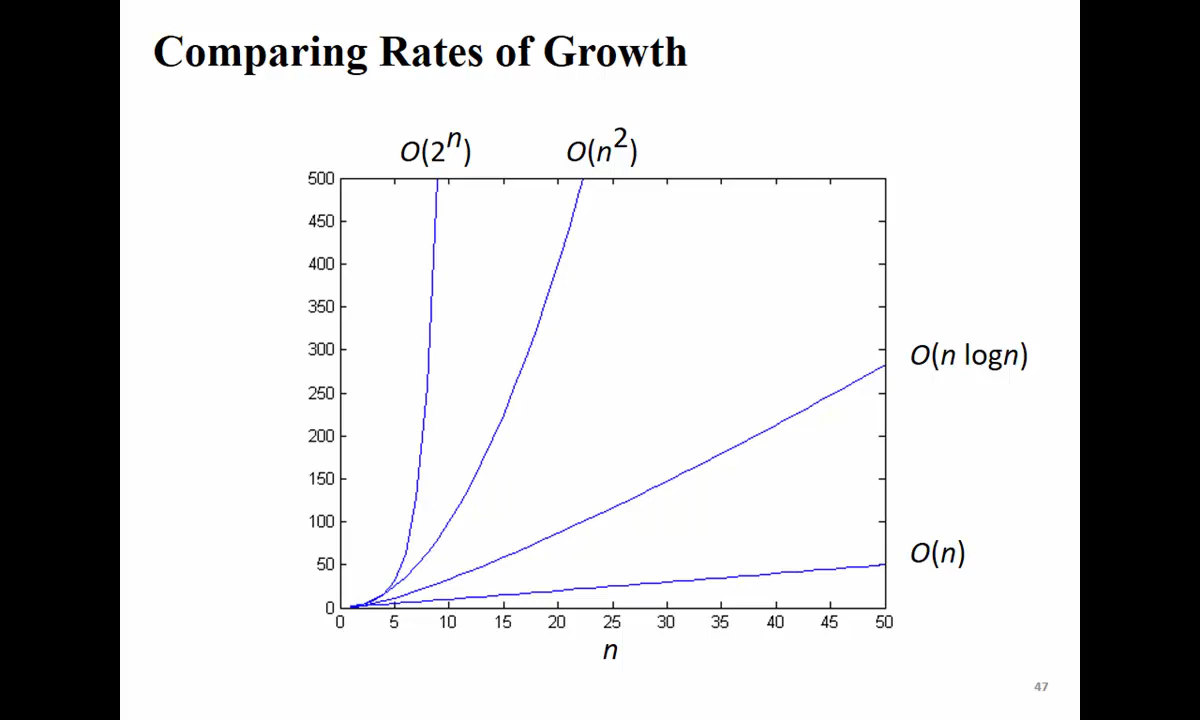 Comparing Rates of Growth
O(2^n)
O(n^2)
500
450
400
350
300
250
200
150
100
50
0
O(n logn)
O(n)
0 5 10 15 20 25 30 35 40 45 50
n
47